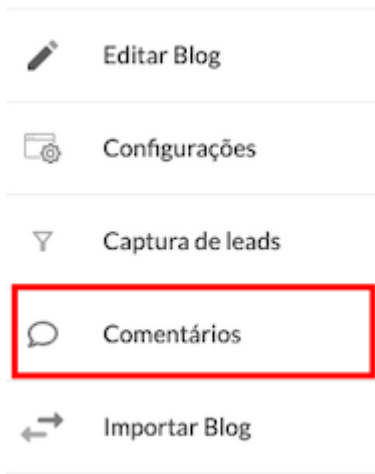 Editar Blog
Configurações
Captura de leads
Comentários
Importar Blog